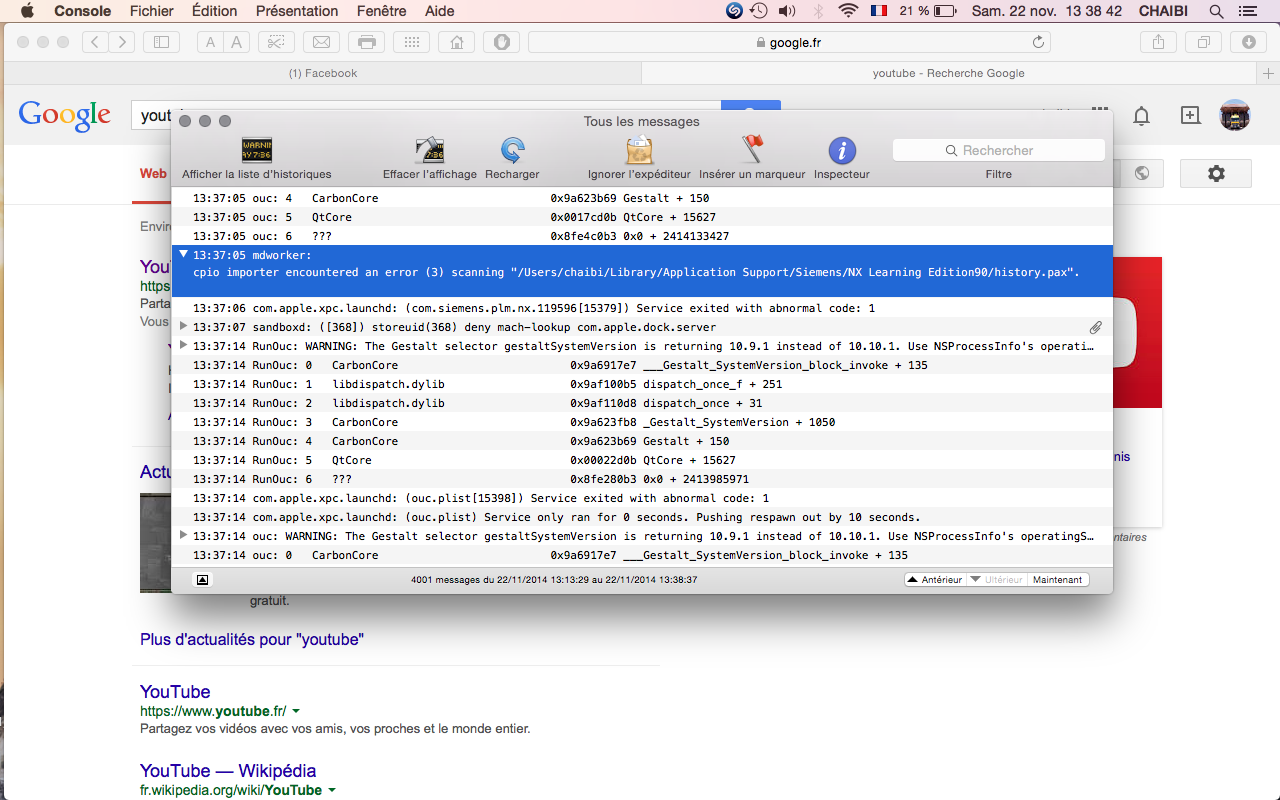 Console Fichier Édition Présentation Fenêtre Aide 21 % Sam. 22 nov. 13 38 42 CHAIBI
A A google.fr
(1) Facebook youtube - Recherche Google
Google
Tous les messages
WARNIN
AY 7:36
7:36
Afficher la liste d'historiques Effacer l'affichage Recharger Ignorer l'expéditeur Insérer un marqueur Inspecteur Rechercher Filtre
Web
13:37:05 ouc: 4 CarbonCore 0x9a623b69 Gestalt + 150
13:37:05 ouc: 5 QtCore 0x0017cd0b QtCore + 15627
13:37:05 ouc: 6 ??? 0x8fe4c0b3 0x0 + 2414133427
13:37:05 mdworker:
cpio importer encountered an error (3) scanning "/Users/chaibi/Library/Application Support/Siemens/NX Learning Edition90/history.pax".
13:37:06 com.apple.xpc.launchd: (com.siemens.plm.nx.119596[15379]) Service exited with abnormal code: 1
13:37:07 sandboxd: ([368]) storeuid(368) deny mach-lookup com.apple.dock.server
13:37:14 RunOuc: WARNING: The Gestalt selector gestaltSystemVersion is returning 10.9.1 instead of 10.10.1. Use NSProcessInfo's operati…
13:37:14 RunOuc: 0 CarbonCore 0x9a6917e7 ___Gestalt_SystemVersion_block_invoke + 135
13:37:14 RunOuc: 1 libdispatch.dylib 0x9af100b5 dispatch_once_f + 251
13:37:14 RunOuc: 2 libdispatch.dylib 0x9af110d8 dispatch_once + 31
13:37:14 RunOuc: 3 CarbonCore 0x9a623fb8 _Gestalt_SystemVersion + 1050
13:37:14 RunOuc: 4 CarbonCore 0x9a623b69 Gestalt + 150
13:37:14 RunOuc: 5 QtCore 0x00022d0b QtCore + 15627
13:37:14 RunOuc: 6 ??? 0x8fe280b3 0x0 + 2413985971
13:37:14 com.apple.xpc.launchd: (ouc.plist[15398]) Service exited with abnormal code: 1
13:37:14 com.apple.xpc.launchd: (ouc.plist) Service only ran for 0 seconds. Pushing respawn out by 10 seconds.
13:37:14 ouc: WARNING: The Gestalt selector gestaltSystemVersion is returning 10.9.1 instead of 10.10.1. Use NSProcessInfo's operatingS…
13:37:14 ouc: 0 CarbonCore 0x9a6917e7 ___Gestalt_SystemVersion_block_invoke + 135
4001 messages du 22/11/2014 13:13:29 au 22/11/2014 13:38:37 Antérieur Ultérieur Maintenant
gratuit.
Plus d'actualités pour "youtube"
YouTube
https://www.youtube.fr/
Partagez vos vidéos avec vos amis, vos proches et le monde entier.
YouTube — Wikipédia
fr.wikipedia.org/wiki/YouTube